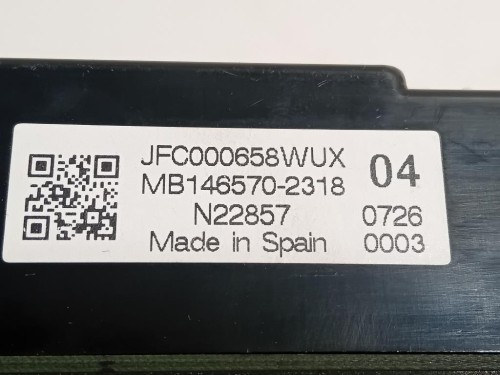 JFC000658WUX 04
MB146570-2318
N22857 0726
Made in Spain 0003